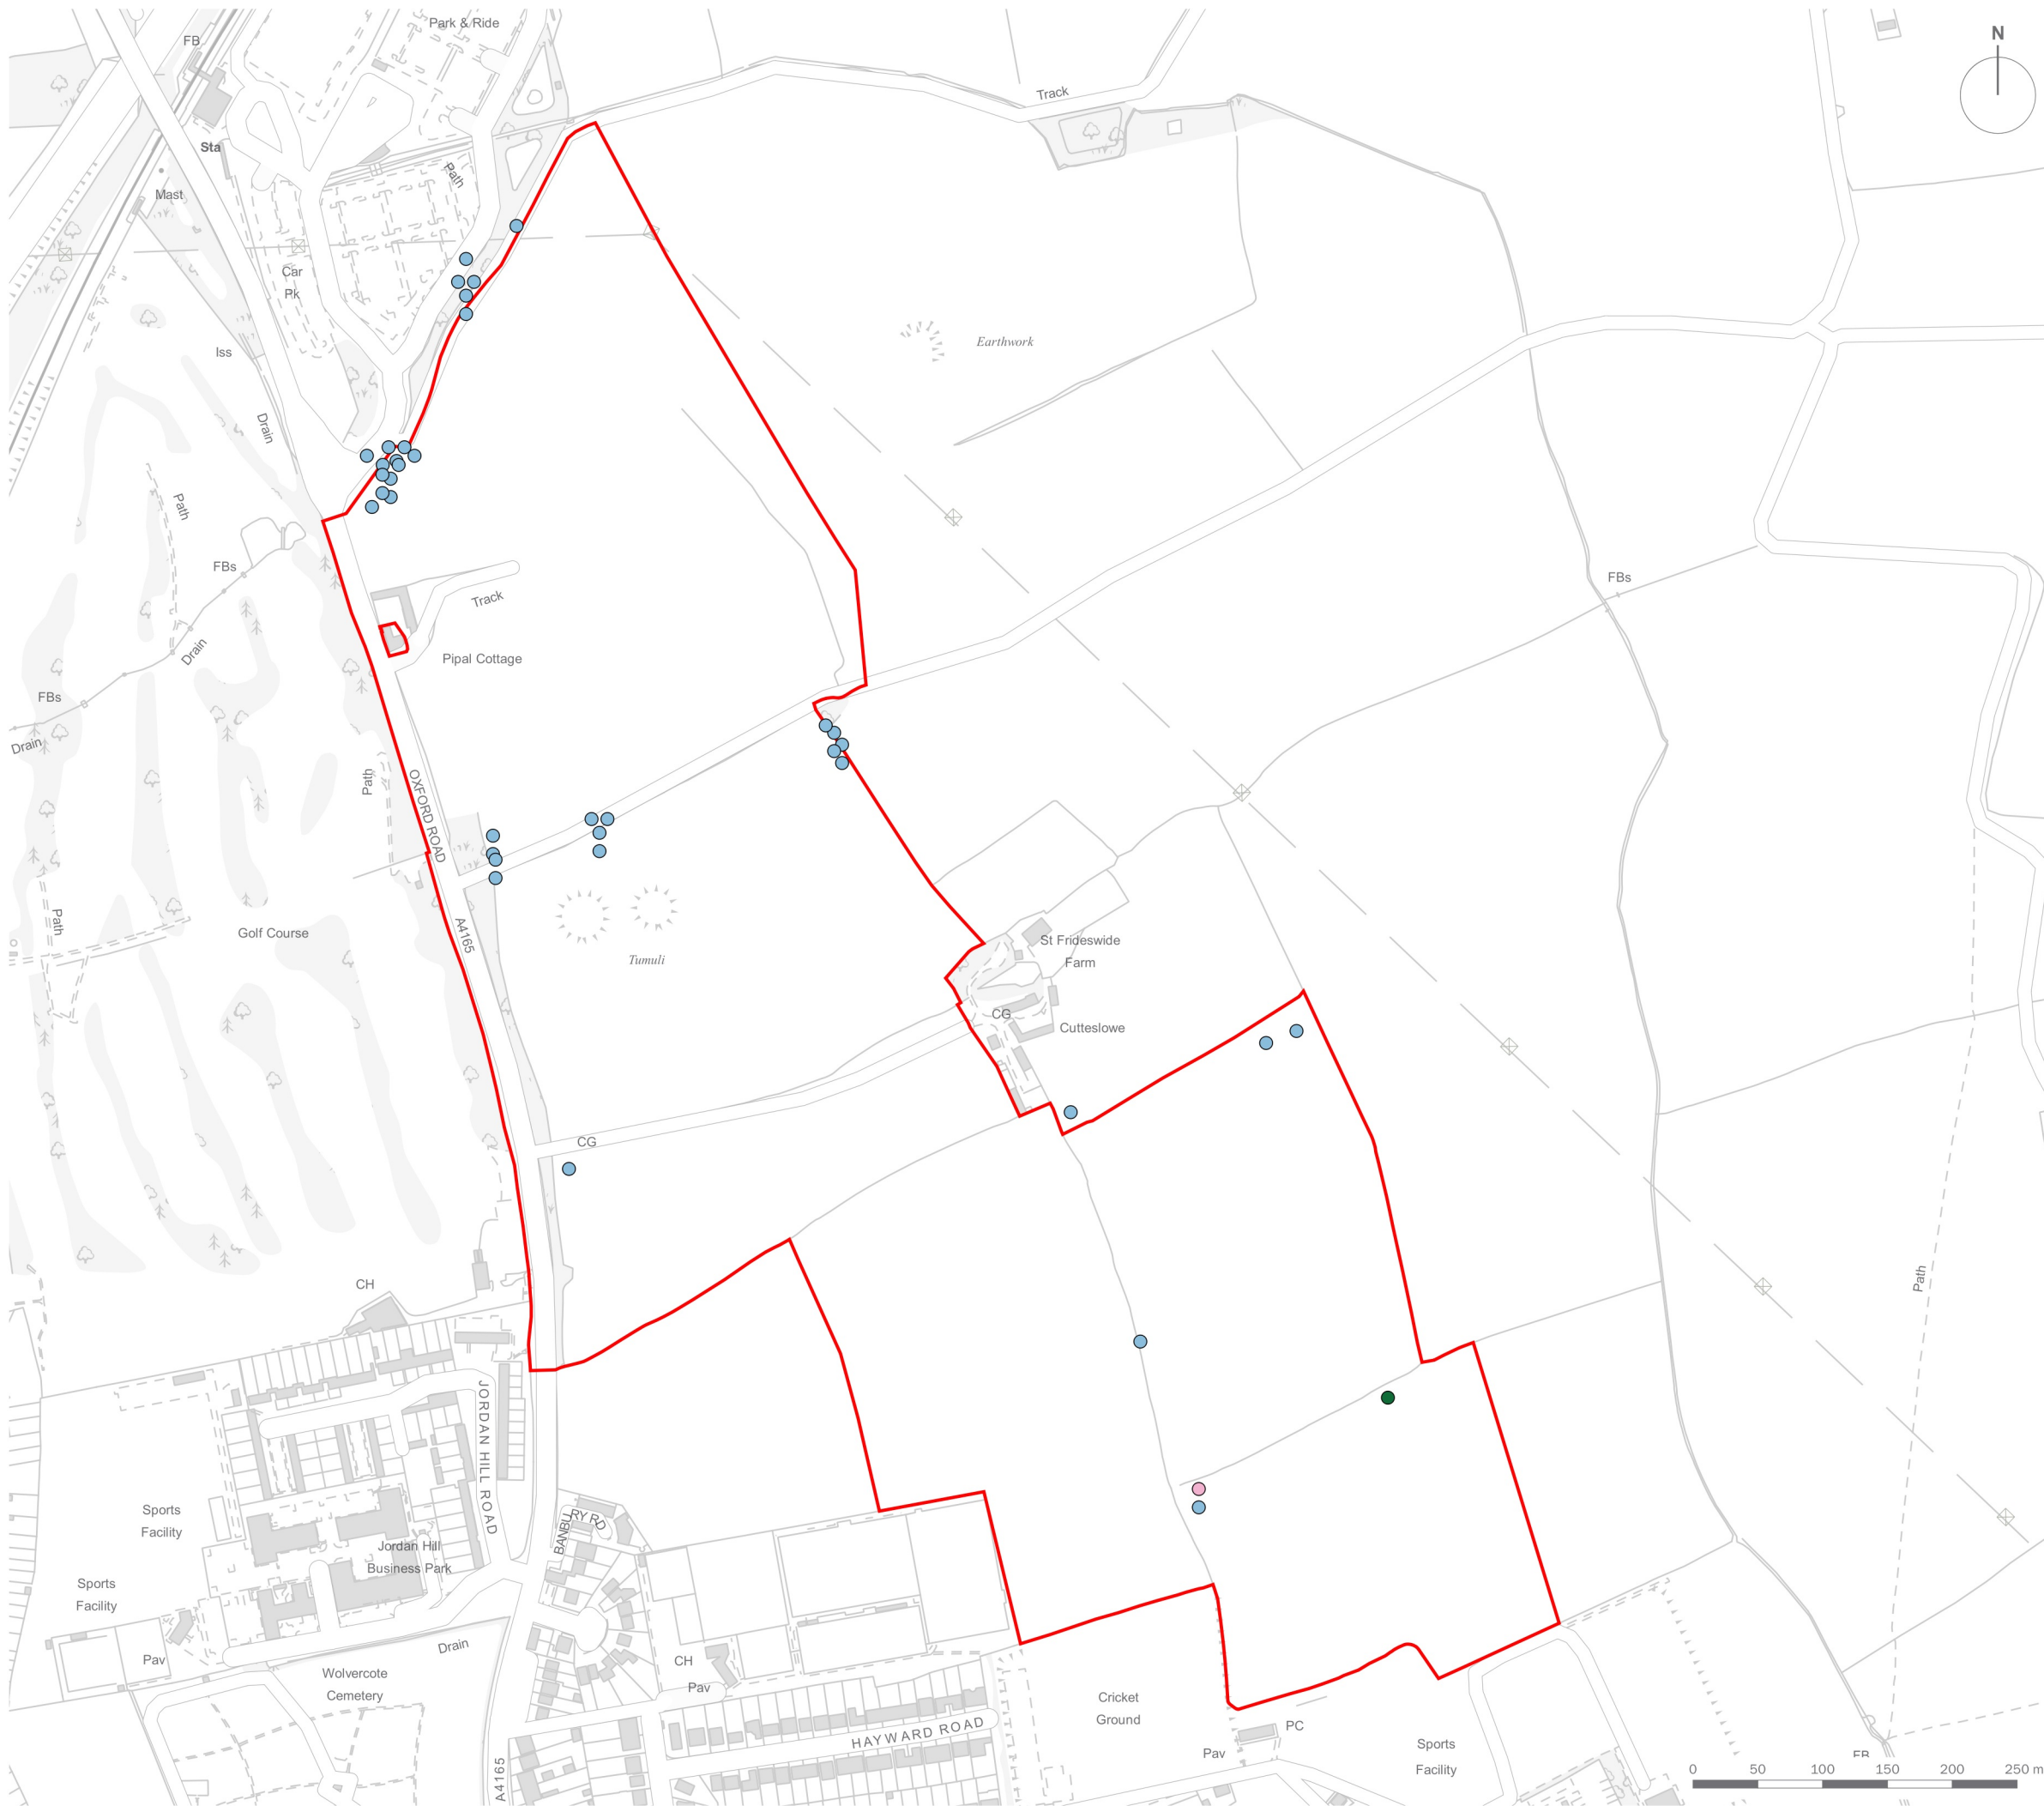 Park & Ride
FB
N
Track
Sta
Path
Mast
Car
Pk
Earthwork
Iss
Drain
Path
FBs
FBs
Track
Drain
Pipal Cottage
FBs
Drain
Path
OXFORD ROAD
Path
Golf Course
A4165
Tumuli
St Frideswide
Farm
CG
Cutteslowe
CG
Path
CH
JORDAN HILL ROAD
Sports
Facility
BANBU
RY RD
Jordan Hill
Business Park
Sports
Facility
Drain
Pav
Wolvercote
Cemetery
CH
Pav
Cricket
Ground
HAYWARD ROAD
PC
Pav
Sports
Facility
FB
A4165
0 50 100 150 200 250 m